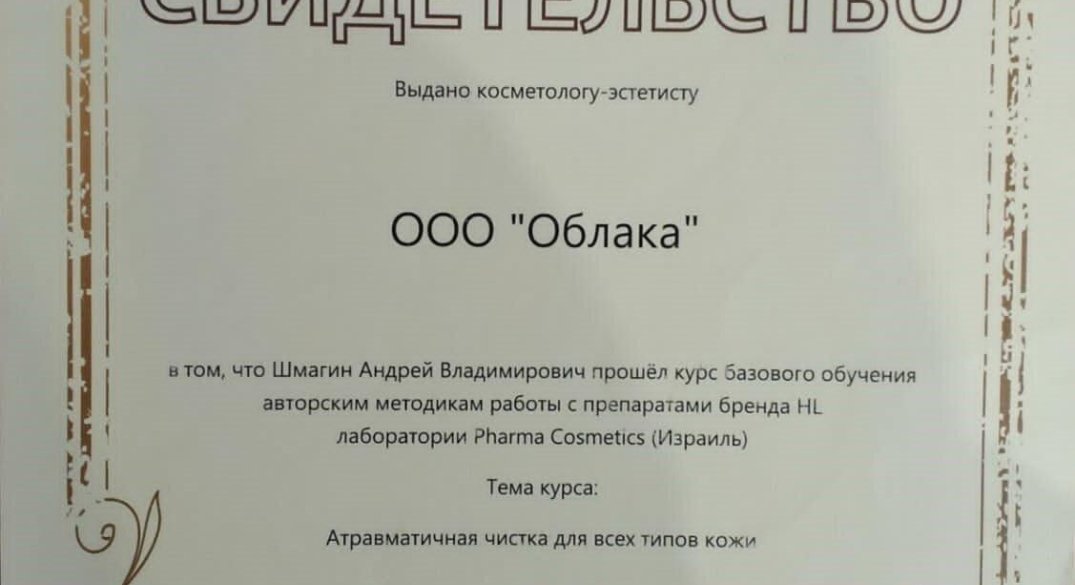 СВИДЕТЕЛЬСТВО
Выдано косметологу-эстетисту
ООО "Облака"
в том, что Шмагин Андрей Владимирович прошёл курс базового обучения
авторским методикам работы с препаратами бренда HL
лаборатории Pharma Cosmetics (Израиль)
Тема курса:
Атравматичная чистка для всех типов кожи